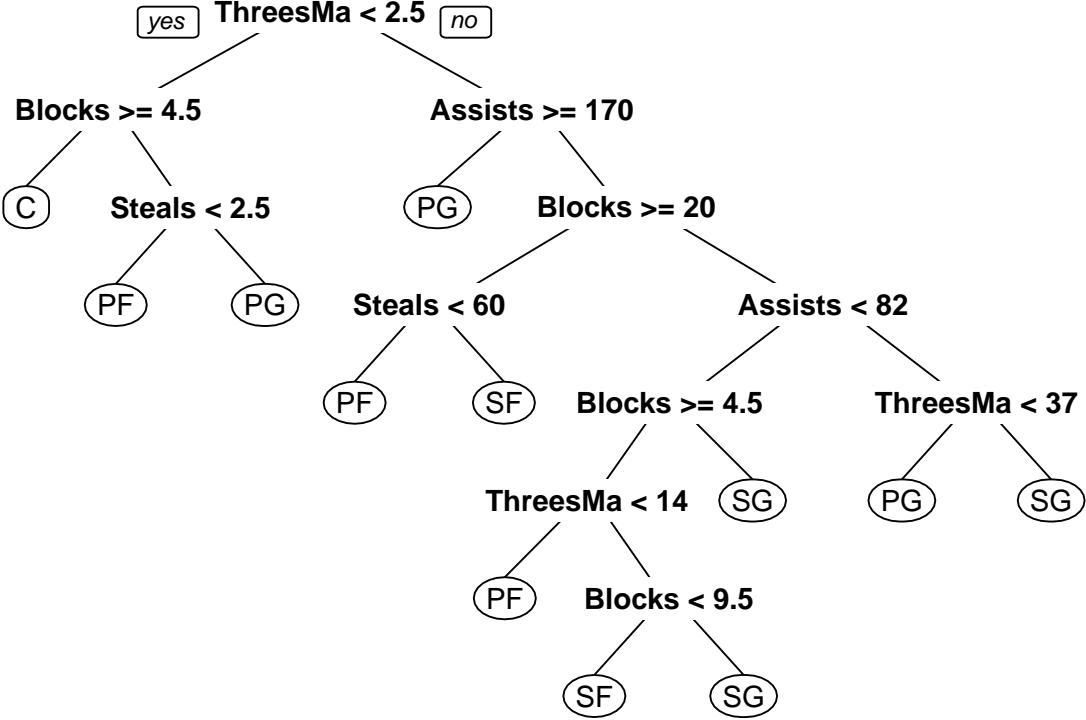 yes ThreesMa < 2.5 no
Blocks >= 4.5 Assists >= 170
C Steals < 2.5 PG Blocks >= 20
PF PG Steals < 60 Assists < 82
PF SF Blocks >= 4.5 ThreesMa < 37
ThreesMa < 14 SG PG SG
PF Blocks < 9.5
SF SG